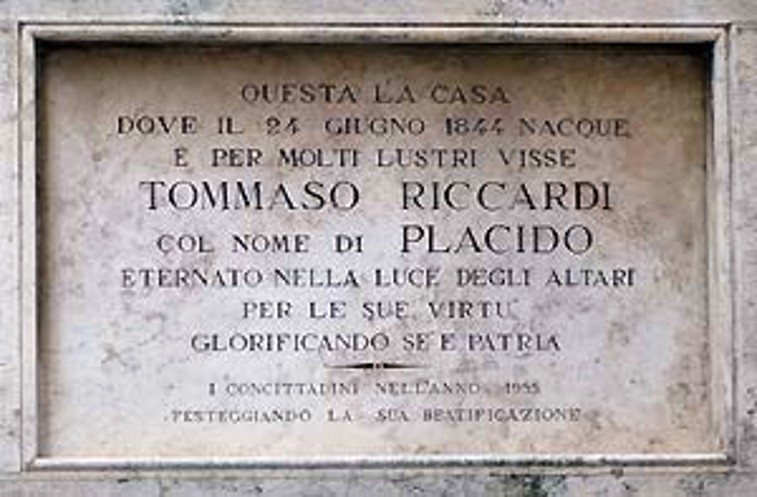 QUESTA LA CASA
DOVE IL 24 GIUGNO 1844 NACQUE
E PER MOLTI LUSTRI VISSE
TOMMASO RICCARDI
COL NOME DI PLACIDO
ETERNATO NELLA LUCE DEGLI ALTARI
PER LE SUE VIRTU
GLORIFICANDO SE E PATRIA
I CONCITTADINI NELL'ANNO
FESTEGGIANDO LA SUA BEATIFICAZIONE